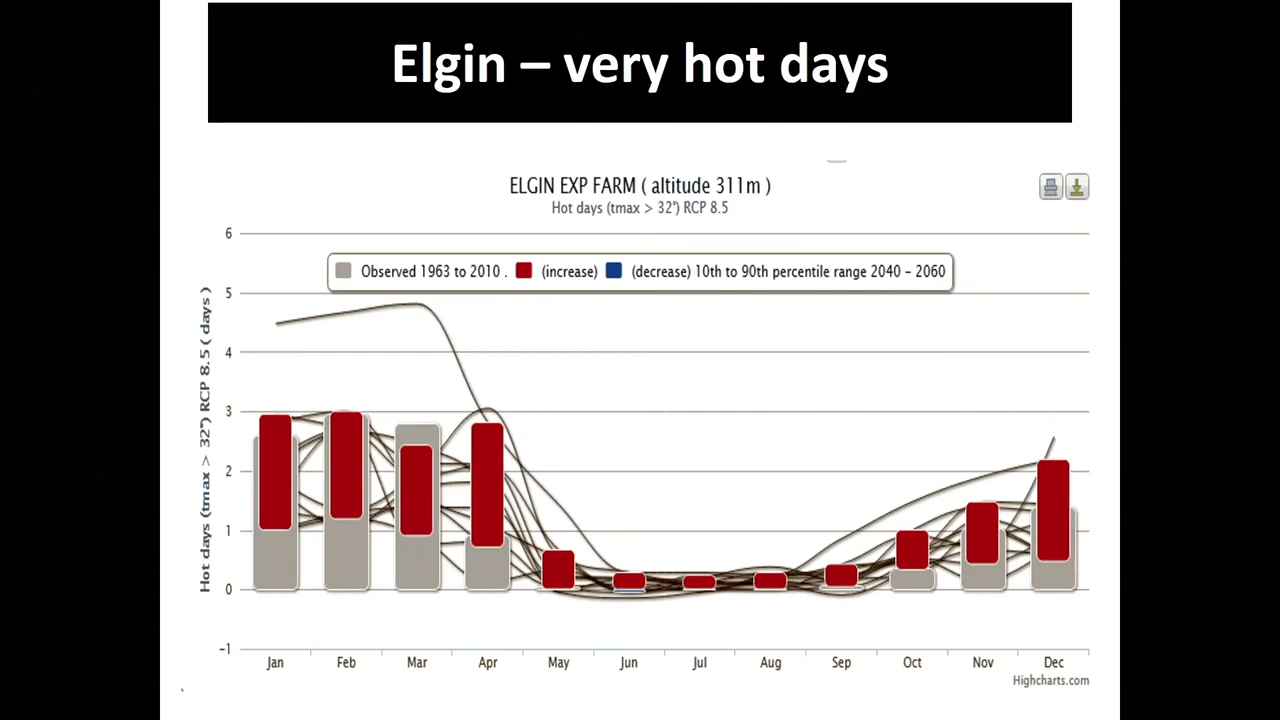 Elgin – very hot days
ELGIN EXP FARM ( altitude 311m )
Hot days (tmax > 32°) RCP 8.5
Observed 1963 to 2010 . (increase) (decrease) 10th to 90th percentile range 2040 – 2060
Hot days (tmax > 32°) RCP 8.5 ( days )
6
5
4
3
2
1
0
-1
Jan Feb Mar Apr May Jun Jul Aug Sep Oct Nov Dec
Highcharts.com